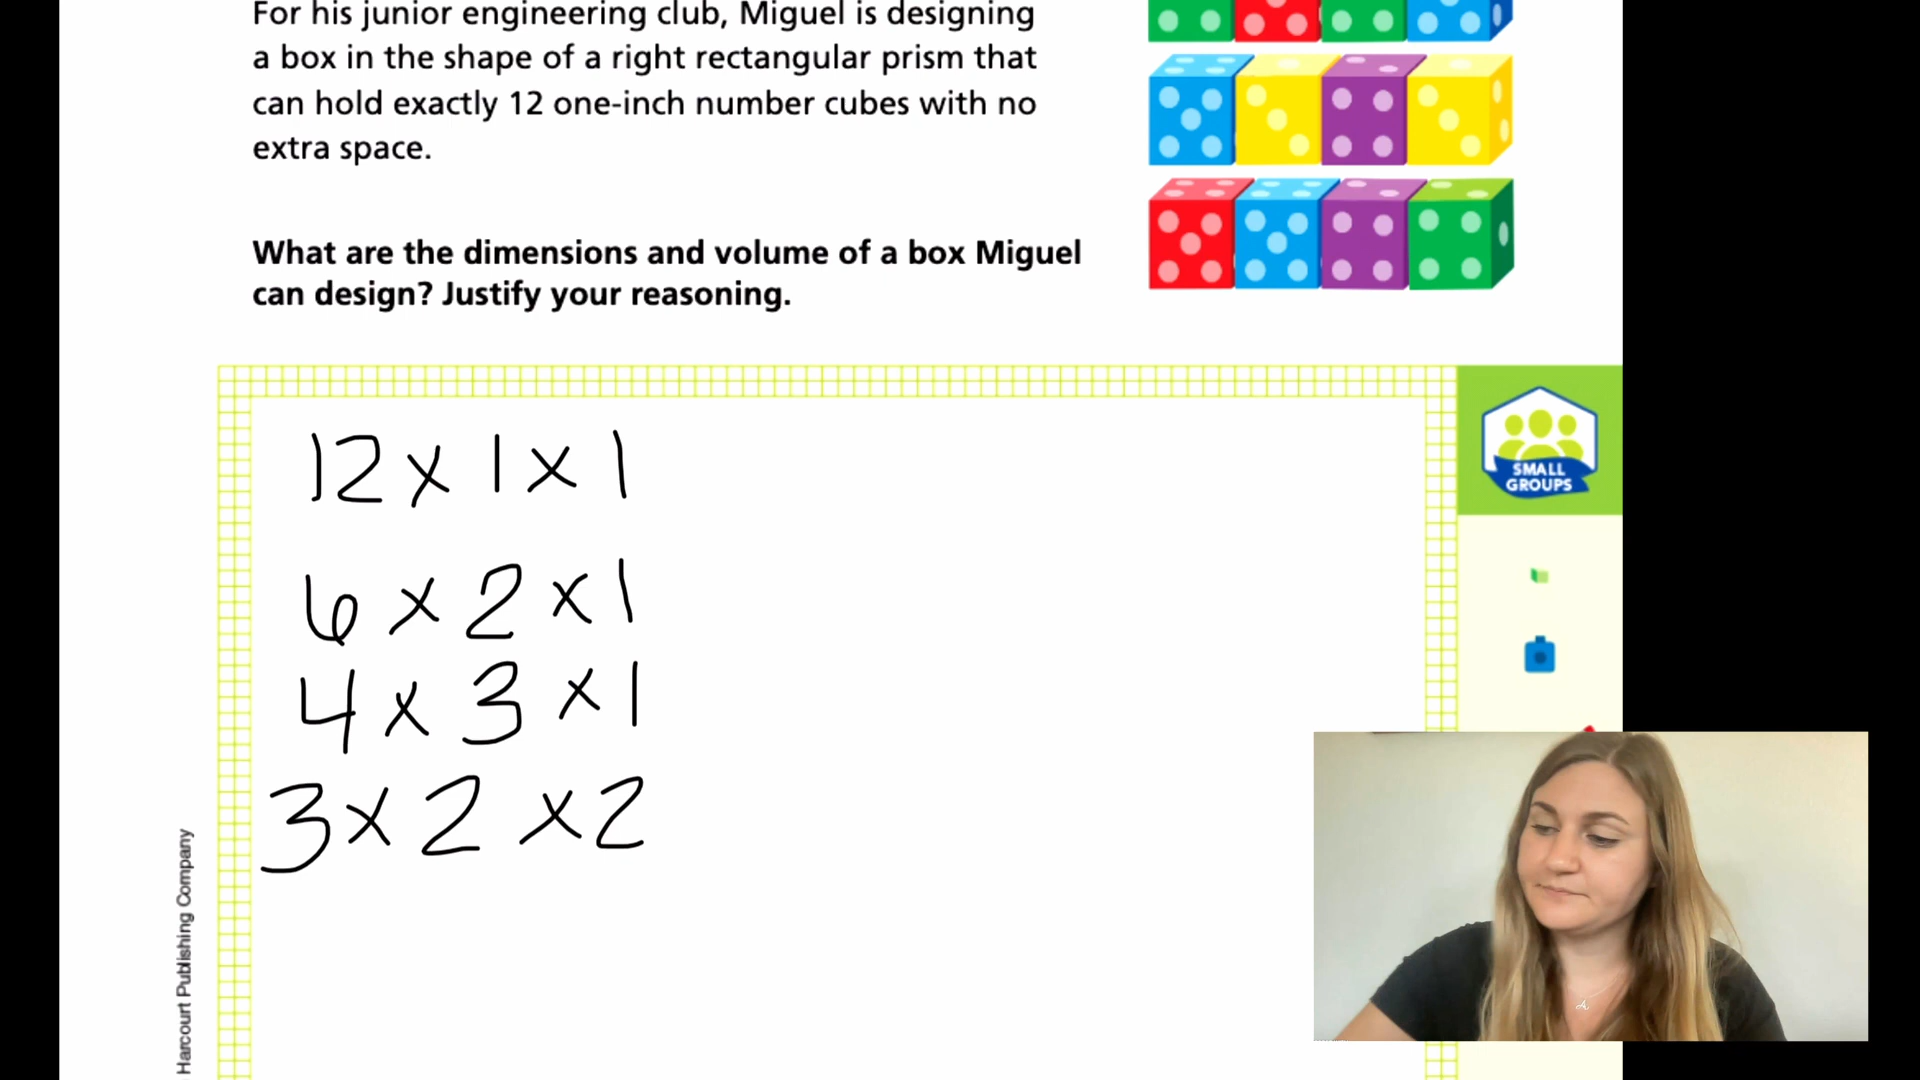 For his junior engineering club, Miguel is designing
a box in the shape of a right rectangular prism that
can hold exactly 12 one-inch number cubes with no
extra space.
What are the dimensions and volume of a box Miguel
can design? Justify your reasoning.
12 x 1 x 1
6 x 2 x 1
4 x 3 x 1
3 x 2 x 2
SMALL
GROUPS
Harcourt Publishing Company